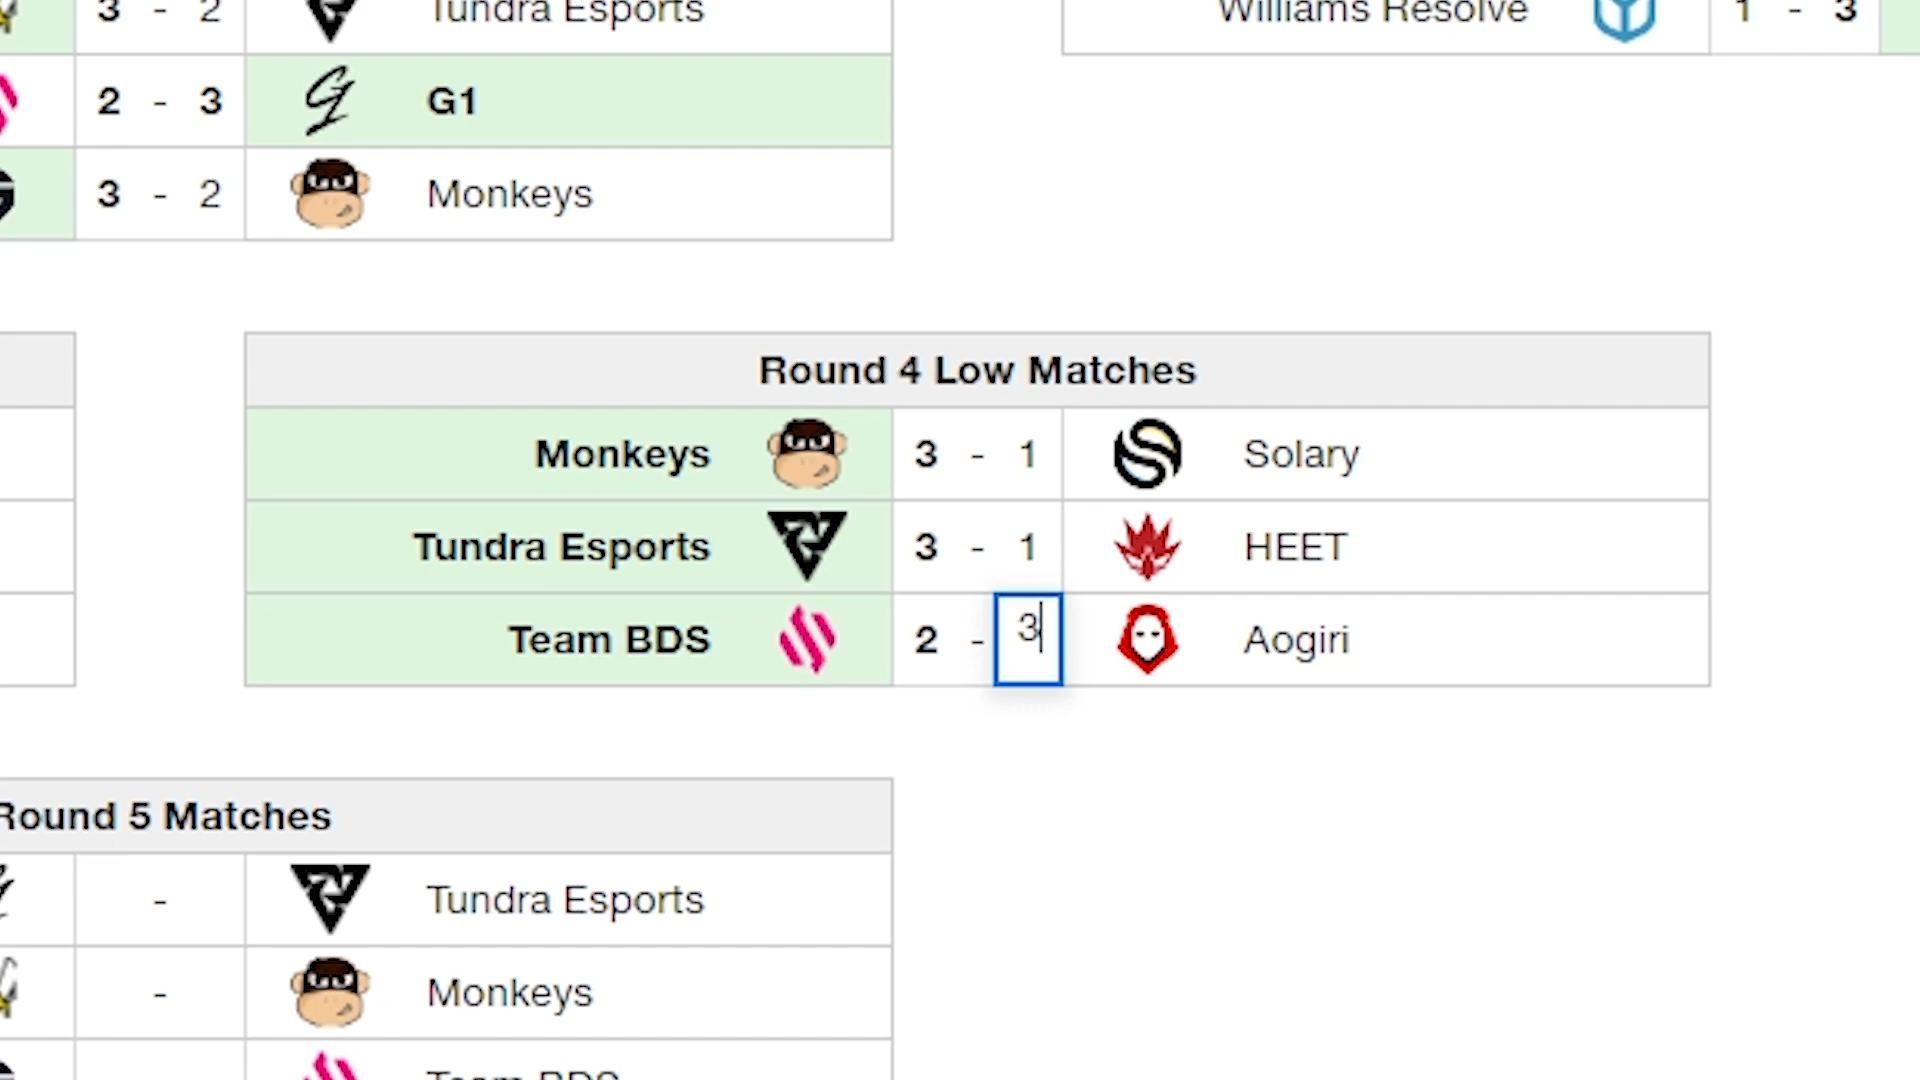 3 - 2 Tundra Esports
Williams Resolve 1 - 3
2 - 3 G1
3 - 2 Monkeys
Round 4 Low Matches
Monkeys 3 - 1 Solary
Tundra Esports 3 - 1 HEET
Team BDS 2 - 3 Aogiri
Round 5 Matches
- Tundra Esports
- Monkeys
Team BDS